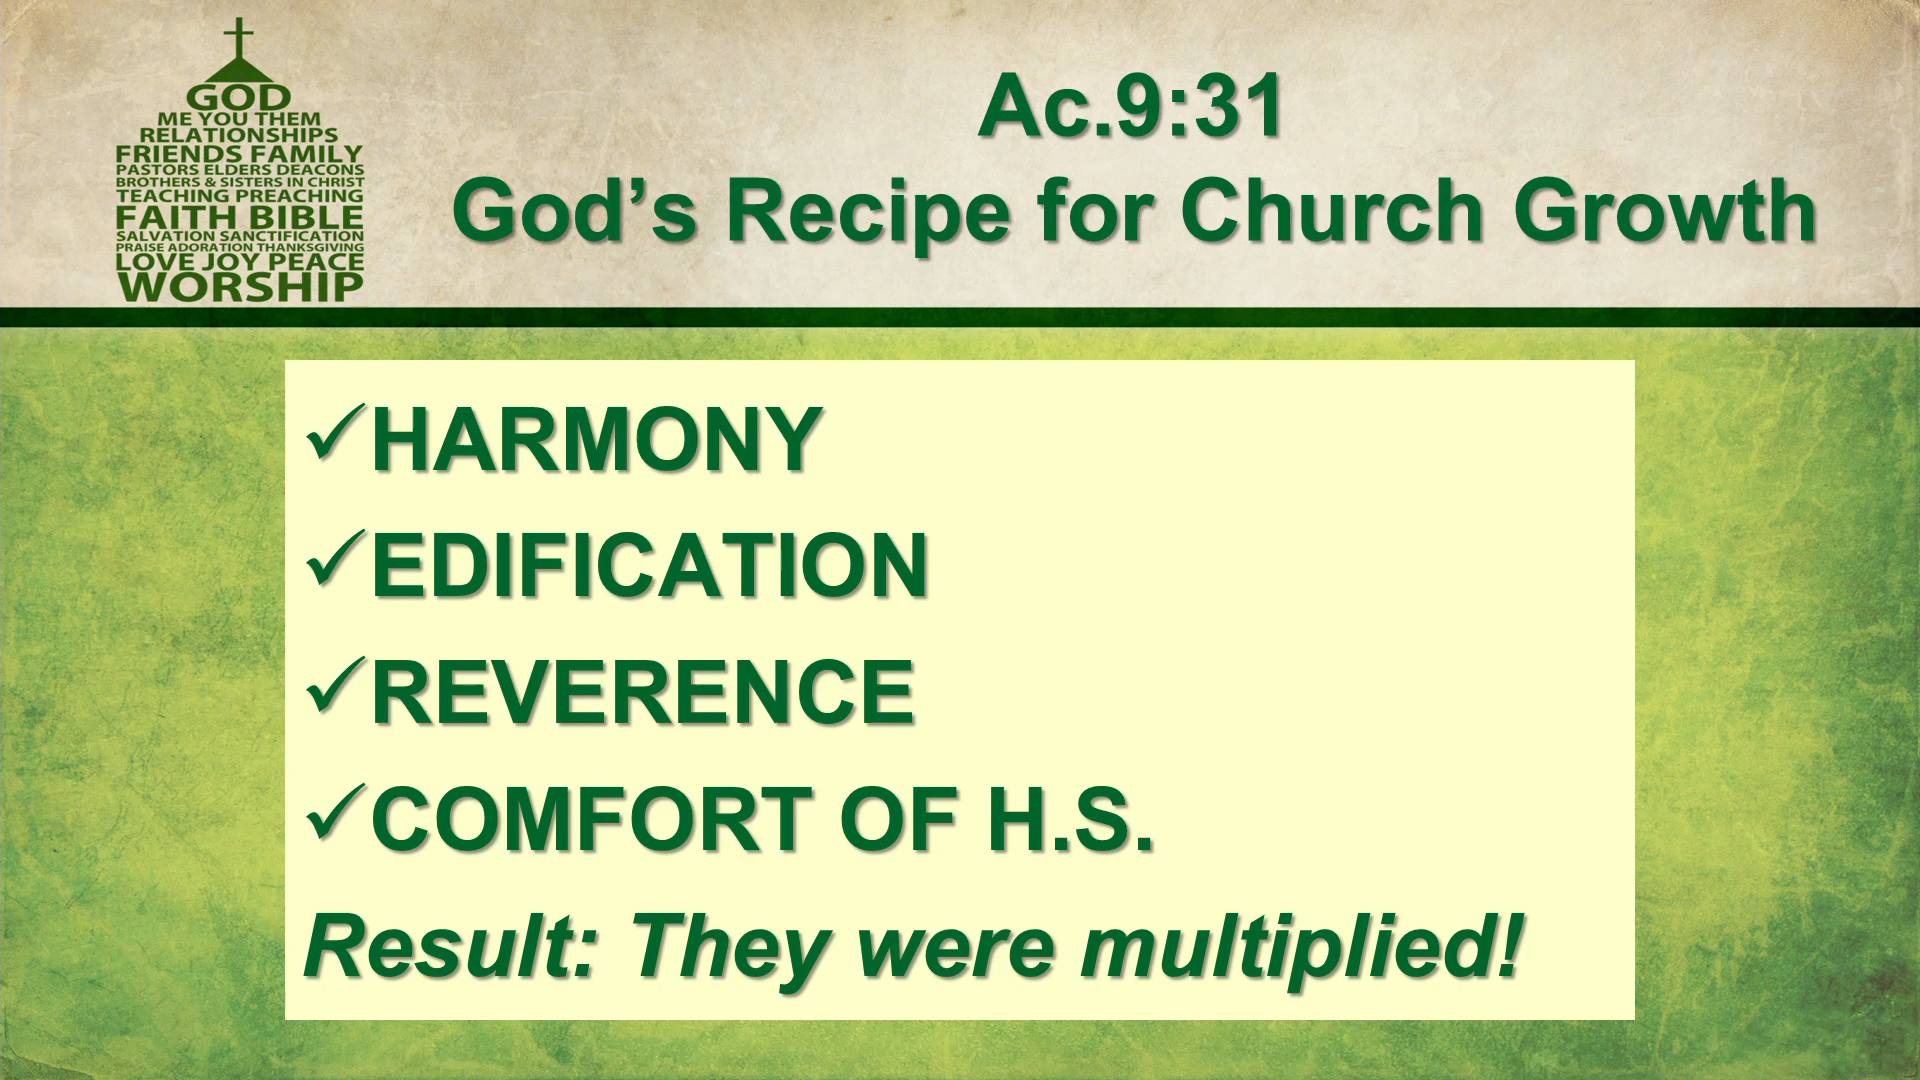 GOD
ME YOU THEM
RELATIONSHIPS
FRIENDS FAMILY
PASTORS ELDERS DEACONS
BROTHERS & SISTERS IN CHRIST
TEACHING PREACHING
FAITH BIBLE
SALVATION SANCTIFICATION
PRAISE ADORATION THANKSGIVING
LOVE JOY PEACE
WORSHIP
Ac.9:31
God’s Recipe for Church Growth
✓HARMONY
✓EDIFICATION
✓REVERENCE
✓COMFORT OF H.S.
Result: They were multiplied!